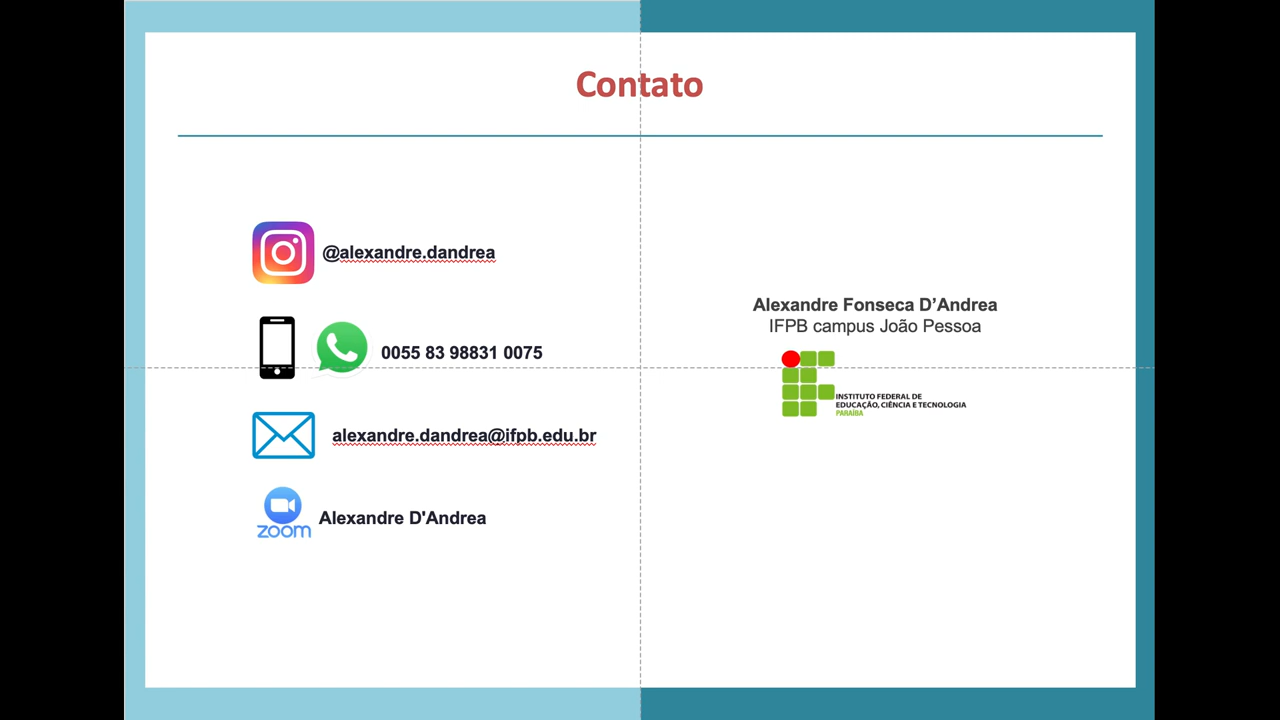 Contato
@alexandre.dandrea
0055 83 98831 0075
alexandre.dandrea@ifpb.edu.br
zoom
Alexandre D'Andrea
Alexandre Fonseca D’Andrea
IFPB campus João Pessoa
INSTITUTO FEDERAL DE
EDUCAÇÃO, CIÊNCIA E TECNOLOGIA
PARAÍBA